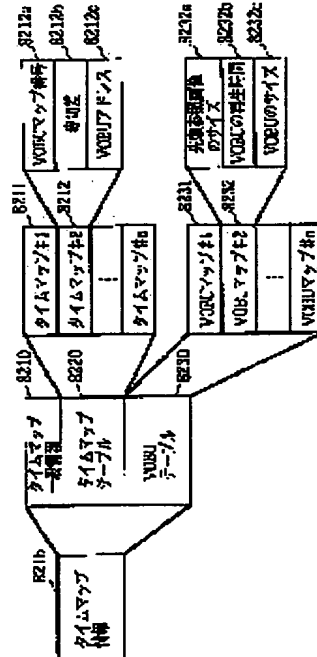 821b
タイムマップ
情報
8210
タイムマップ
一般情報
8220
タイムマップ
テーブル
8230
VOBU
テーブル
8211
タイムマップ#1
8212
タイムマップ#2
⋮
タイムマップ#n
8231
VOBUマップ#1
8232
VOBUマップ#2
⋮
VOBUマップ#n
8212a
VOBUマップ番号
8212b
時間差
8212c
VOBUアドレス
8232a
先頭参照画像
のサイズ
8232b
VOBUの再生時間
8232c
VOBUのサイズ